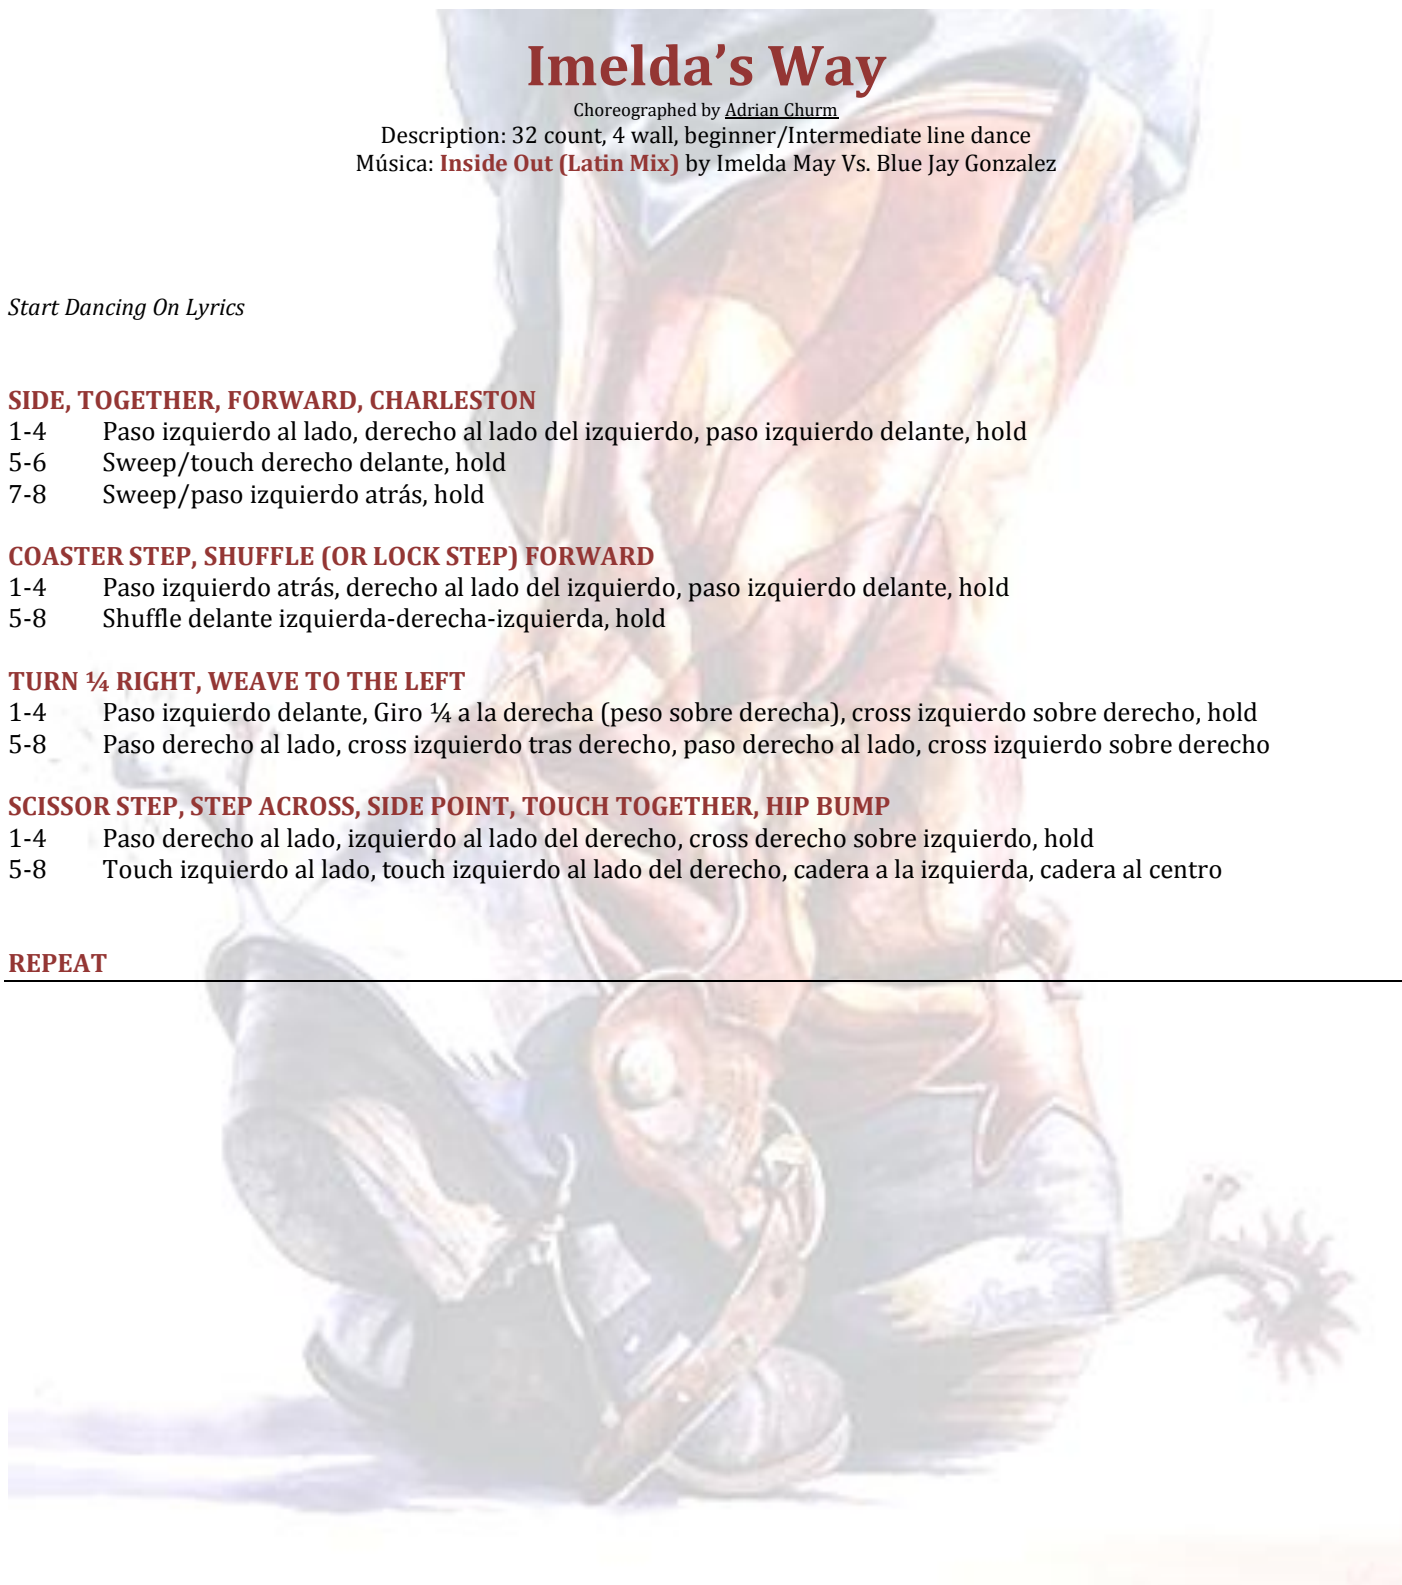 Imelda’s Way
Choreographed by Adrian Churm
Description: 32 count, 4 wall, beginner/Intermediate line dance
Música: Inside Out (Latin Mix) by Imelda May Vs. Blue Jay Gonzalez
Start Dancing On Lyrics
SIDE, TOGETHER, FORWARD, CHARLESTON
1-4 Paso izquierdo al lado, derecho al lado del izquierdo, paso izquierdo delante, hold
5-6 Sweep/touch derecho delante, hold
7-8 Sweep/paso izquierdo atrás, hold
COASTER STEP, SHUFFLE (OR LOCK STEP) FORWARD
1-4 Paso izquierdo atrás, derecho al lado del izquierdo, paso izquierdo delante, hold
5-8 Shuffle delante izquierda-derecha-izquierda, hold
TURN ¼ RIGHT, WEAVE TO THE LEFT
1-4 Paso izquierdo delante, Giro ¼ a la derecha (peso sobre derecha), cross izquierdo sobre derecho, hold
5-8 Paso derecho al lado, cross izquierdo tras derecho, paso derecho al lado, cross izquierdo sobre derecho
SCISSOR STEP, STEP ACROSS, SIDE POINT, TOUCH TOGETHER, HIP BUMP
1-4 Paso derecho al lado, izquierdo al lado del derecho, cross derecho sobre izquierdo, hold
5-8 Touch izquierdo al lado, touch izquierdo al lado del derecho, cadera a la izquierda, cadera al centro
REPEAT